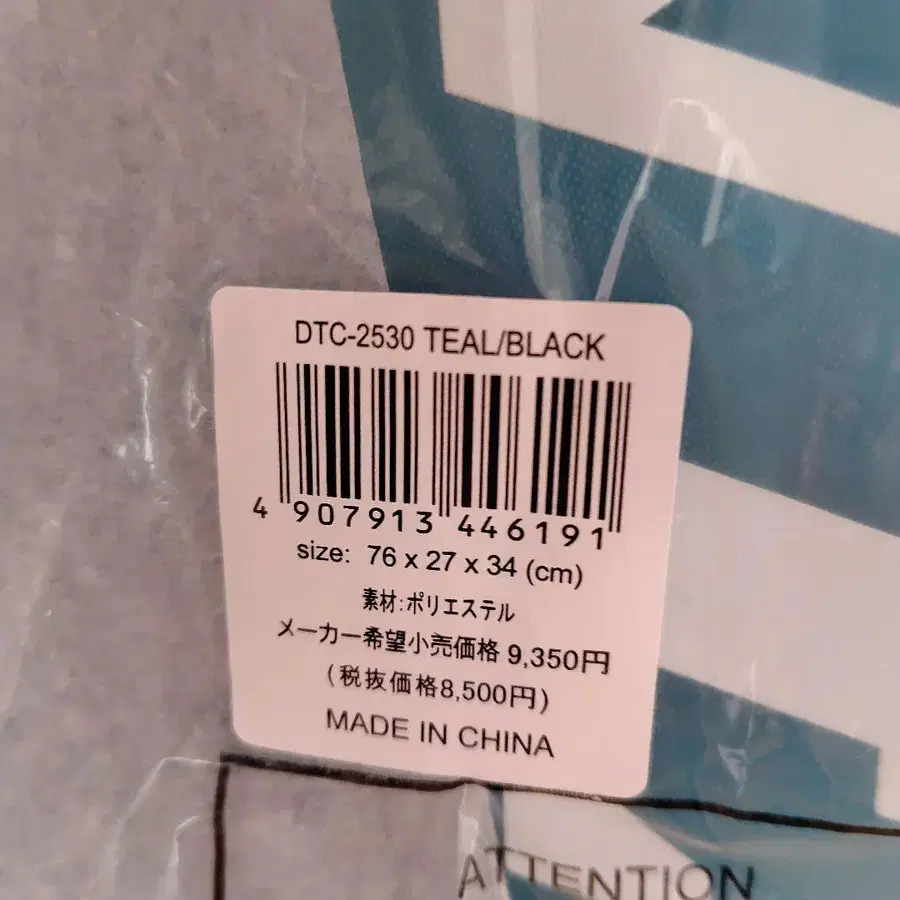 DTC-2530 TEAL/BLACK
4 907913 446191
size: 76 x 27 x 34 (cm)
素材:ポリエステル
メーカー希望小売価格 9,350円
(税抜価格8,500円)
MADE IN CHINA
ATTENTION